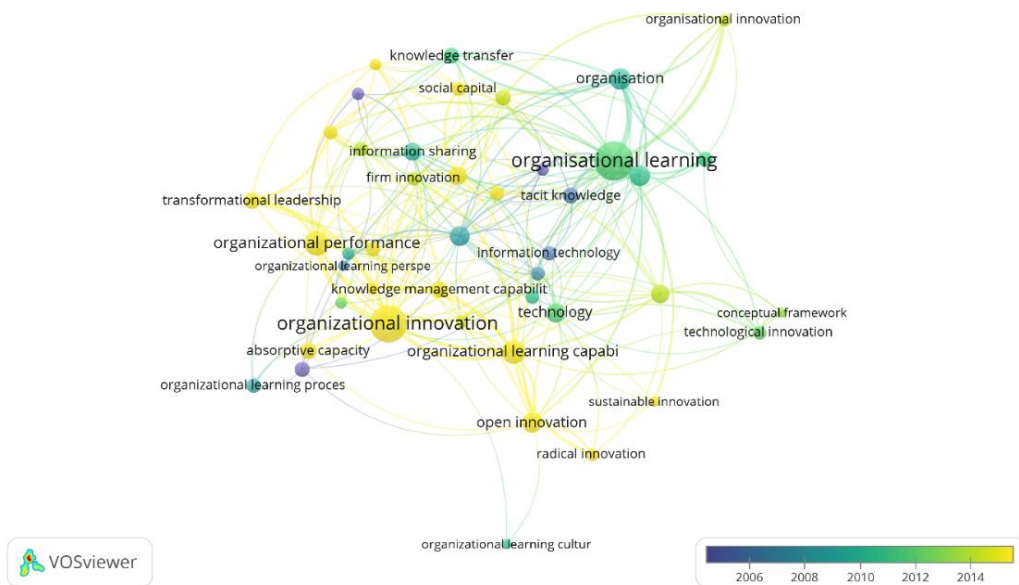 organisational innovation
knowledge transfer
organisation
social capital
information sharing
organisational learning
firm innovation
tacit knowledge
transformational leadership
organizational performance
information technology
organizational learning perspe
knowledge management capabilit
technology
conceptual framework
organizational innovation
technological innovation
absorptive capacity
organizational learning capabi
organizational learning proces
sustainable innovation
open innovation
radical innovation
organizational learning cultur
VOSviewer
2006 2008 2010 2012 2014